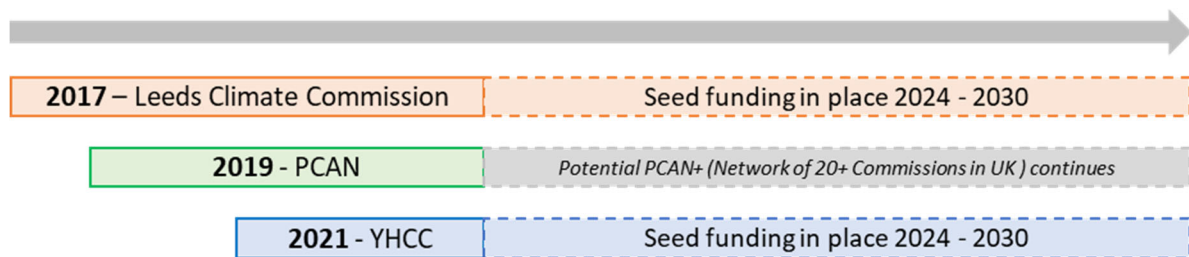 2017 – Leeds Climate Commission
Seed funding in place 2024 - 2030
2019 - PCAN
Potential PCAN+ (Network of 20+ Commissions in UK ) continues
2021 - YHCC
Seed funding in place 2024 - 2030